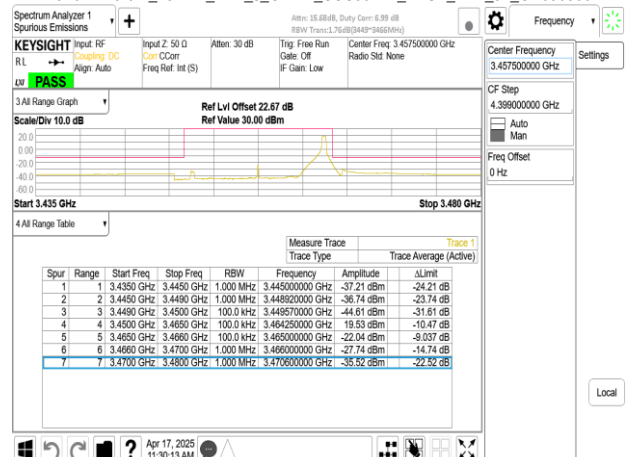 Spectrum Analyzer 1
Spurious Emissions
Attn: 15.68dB, Duty Corr: 6.99 dB
RBW Trans:1.76dB(3449~3466MHz)
Frequency
KEYSIGHT
RL
PASS
Input: RF
Coupling: DC
Align: Auto
Input Z: 50 Ω
Corr CCorr
Freq Ref: Int (S)
Atten: 30 dB
Trig: Free Run
Gate: Off
IF Gain: Low
Center Freq: 3.457500000 GHz
Radio Std: None
Center Frequency
3.457500000 GHz
Settings
CF Step
4.399000000 GHz
Auto
Man
Freq Offset
0 Hz
3 All Range Graph
Scale/Div 10.0 dB
Ref Lvl Offset 22.67 dB
Ref Value 30.00 dBm
20.0
0.00
-20.0
-40.0
-60.0
Start 3.435 GHz
Stop 3.480 GHz
4 All Range Table
Measure Trace Trace 1
Trace Type Trace Average (Active)
Spur Range Start Freq Stop Freq RBW Frequency Amplitude ΔLimit
1 1 3.4350 GHz 3.4450 GHz 1.000 MHz 3.445000000 GHz -37.21 dBm -24.21 dB
2 2 3.4450 GHz 3.4490 GHz 1.000 MHz 3.448920000 GHz -36.74 dBm -23.74 dB
3 3 3.4490 GHz 3.4500 GHz 100.0 kHz 3.449570000 GHz -44.61 dBm -31.61 dB
4 4 3.4500 GHz 3.4650 GHz 100.0 kHz 3.464250000 GHz 19.53 dBm -10.47 dB
5 5 3.4650 GHz 3.4660 GHz 100.0 kHz 3.465000000 GHz -22.04 dBm -9.037 dB
6 6 3.4660 GHz 3.4700 GHz 1.000 MHz 3.466000000 GHz -27.74 dBm -14.74 dB
7 7 3.4700 GHz 3.4800 GHz 1.000 MHz 3.470600000 GHz -35.52 dBm -22.52 dB
Local
Apr 17, 2025
11:30:13 AM